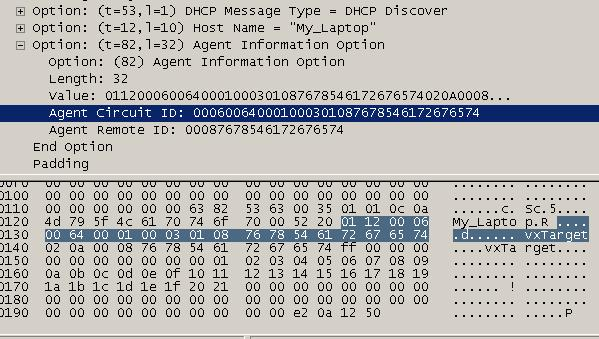 Option: (t=53,l=1) DHCP Message Type = DHCP Discover
Option: (t=12,l=10) Host Name = "My_Laptop"
Option: (t=82,l=32) Agent Information Option
Option: (82) Agent Information Option
Length: 32
Value: 0112000600640001000301087678546172676574020A0008...
Agent Circuit ID: 000600640001000301087678546172676574
Agent Remote ID: 00087678546172676574
End Option
Padding
0100 00 00 00 00 00 00 00 00 00 00 00 00 00 00 00 00 ........ ........
0110 00 00 00 00 00 00 63 82 53 63 00 35 01 01 0c 0a ......c. Sc.5....
0120 4d 79 5f 4c 61 70 74 6f 70 00 52 20 01 12 00 06 My_Lapto p.R ....
0130 00 64 00 01 00 03 01 08 76 78 54 61 72 67 65 74 .d...... vxTarget
0140 02 0a 00 08 76 78 54 61 72 67 65 74 ff 00 00 00 ....vxTa rget....
0150 00 00 00 00 00 00 00 01 02 03 04 05 06 07 08 09 ........ ........
0160 0a 0b 0c 0d 0e 0f 10 11 12 13 14 15 16 17 18 19 ........ ........
0170 1a 1b 1c 1d 1e 1f 20 21 00 00 00 00 00 00 00 00 ...... ! ........
0180 00 00 00 00 00 00 00 00 00 00 00 00 00 00 00 00 ........ ........
0190 00 00 00 00 00 00 00 00 00 00 00 00 e2 0a 12 50 ........ .......P